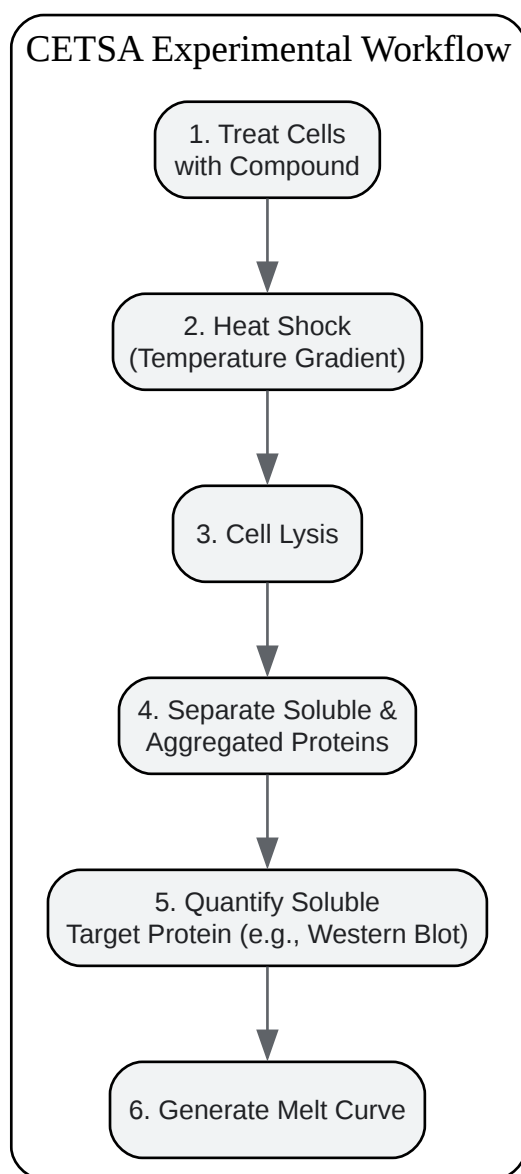 CETSA Experimental Workflow
1. Treat Cells
with Compound
2. Heat Shock
(Temperature Gradient)
3. Cell Lysis
4. Separate Soluble &
Aggregated Proteins
5. Quantify Soluble
Target Protein (e.g., Western Blot)
6. Generate Melt Curve